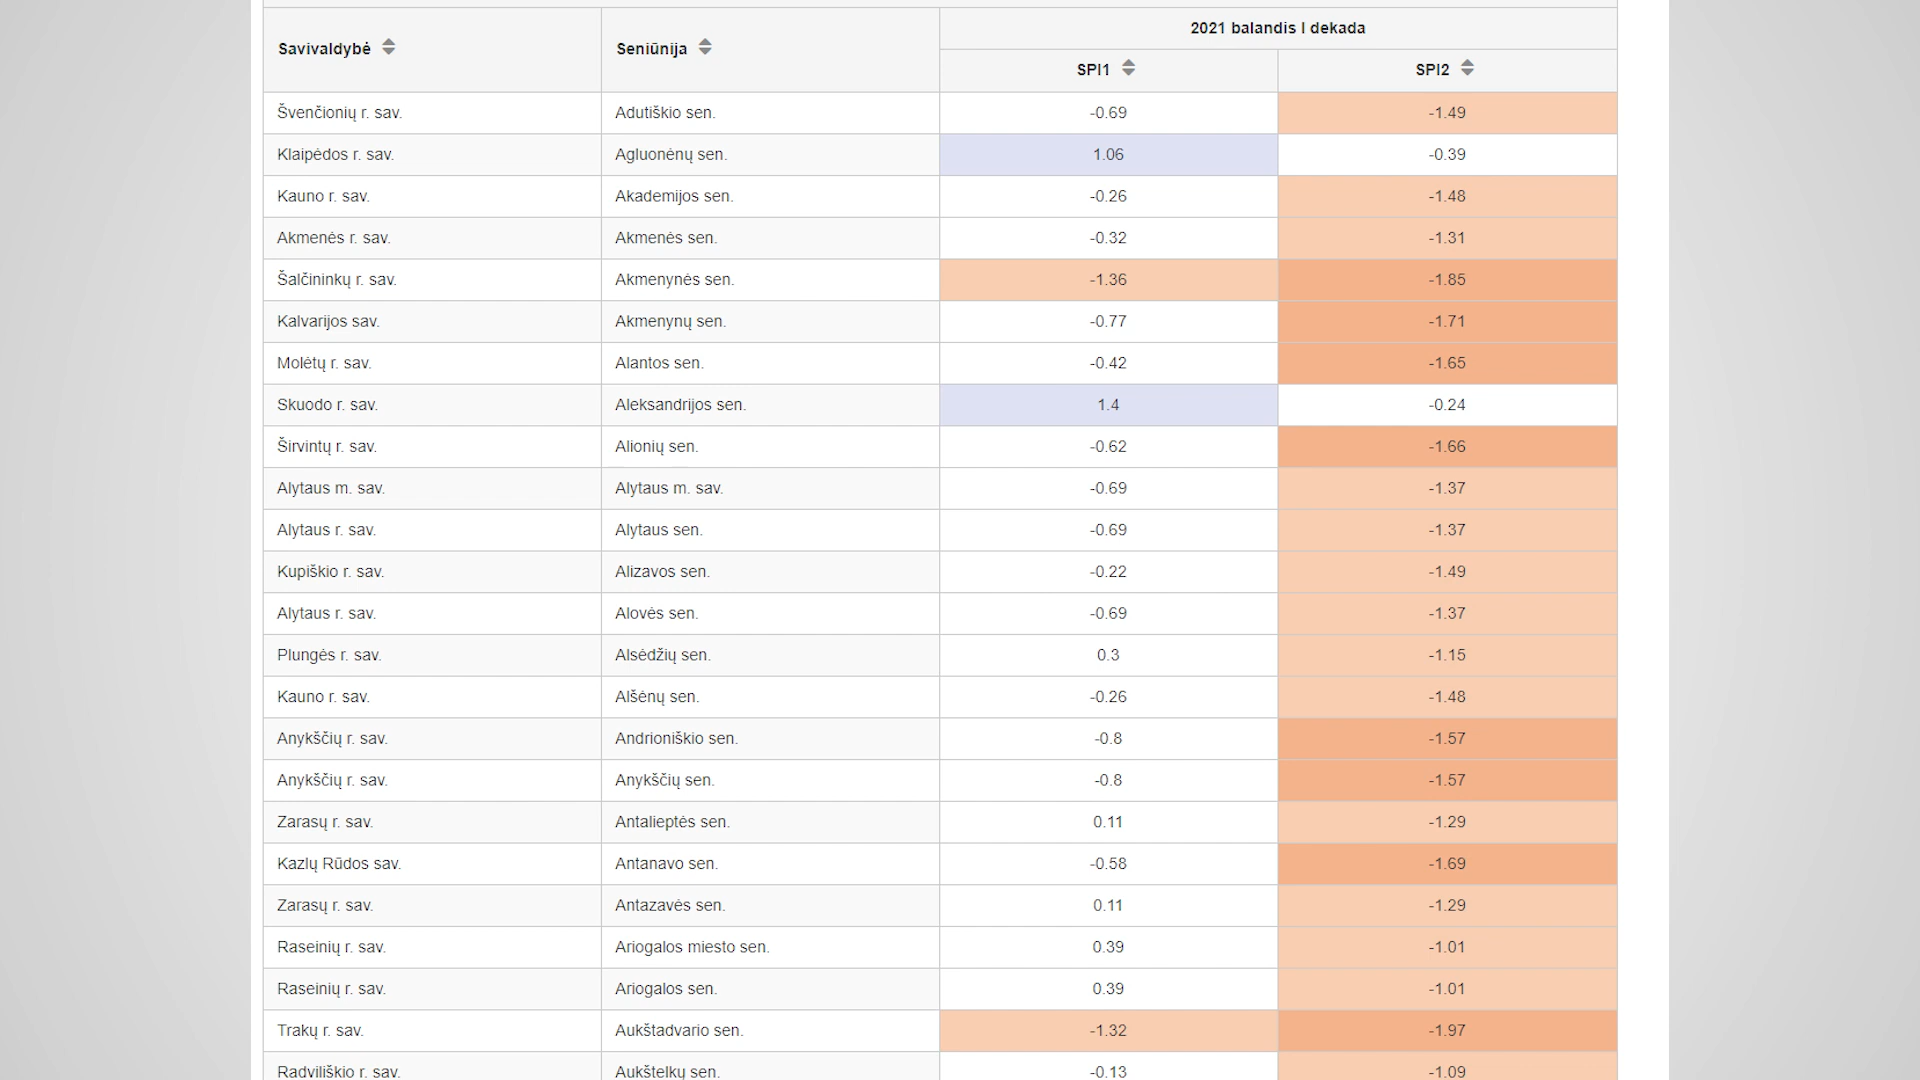 2021 balandis I dekada
Savivaldybė Seniūnija
SPI1 SPI2
Švenčionių r. sav. Adutiškio sen. -0.69 -1.49
Klaipėdos r. sav. Agluonėnų sen. 1.06 -0.39
Kauno r. sav. Akademijos sen. -0.26 -1.48
Akmenės r. sav. Akmenės sen. -0.32 -1.31
Šalčininkų r. sav. Akmenynės sen. -1.36 -1.85
Kalvarijos sav. Akmenynų sen. -0.77 -1.71
Molėtų r. sav. Alantos sen. -0.42 -1.65
Skuodo r. sav. Aleksandrijos sen. 1.4 -0.24
Širvintų r. sav. Alionių sen. -0.62 -1.66
Alytaus m. sav. Alytaus m. sav. -0.69 -1.37
Alytaus r. sav. Alytaus sen. -0.69 -1.37
Kupiškio r. sav. Alizavos sen. -0.22 -1.49
Alytaus r. sav. Alovės sen. -0.69 -1.37
Plungės r. sav. Alsėdžių sen. 0.3 -1.15
Kauno r. sav. Alšėnų sen. -0.26 -1.48
Anykščių r. sav. Andrioniškio sen. -0.8 -1.57
Anykščių r. sav. Anykščių sen. -0.8 -1.57
Zarasų r. sav. Antalieptės sen. 0.11 -1.29
Kazlų Rūdos sav. Antanavo sen. -0.58 -1.69
Zarasų r. sav. Antazavės sen. 0.11 -1.29
Raseinių r. sav. Ariogalos miesto sen. 0.39 -1.01
Raseinių r. sav. Ariogalos sen. 0.39 -1.01
Trakų r. sav. Aukštadvario sen. -1.32 -1.97
Radviliškio r. sav. Aukštelkų sen. -0.13 -1.09